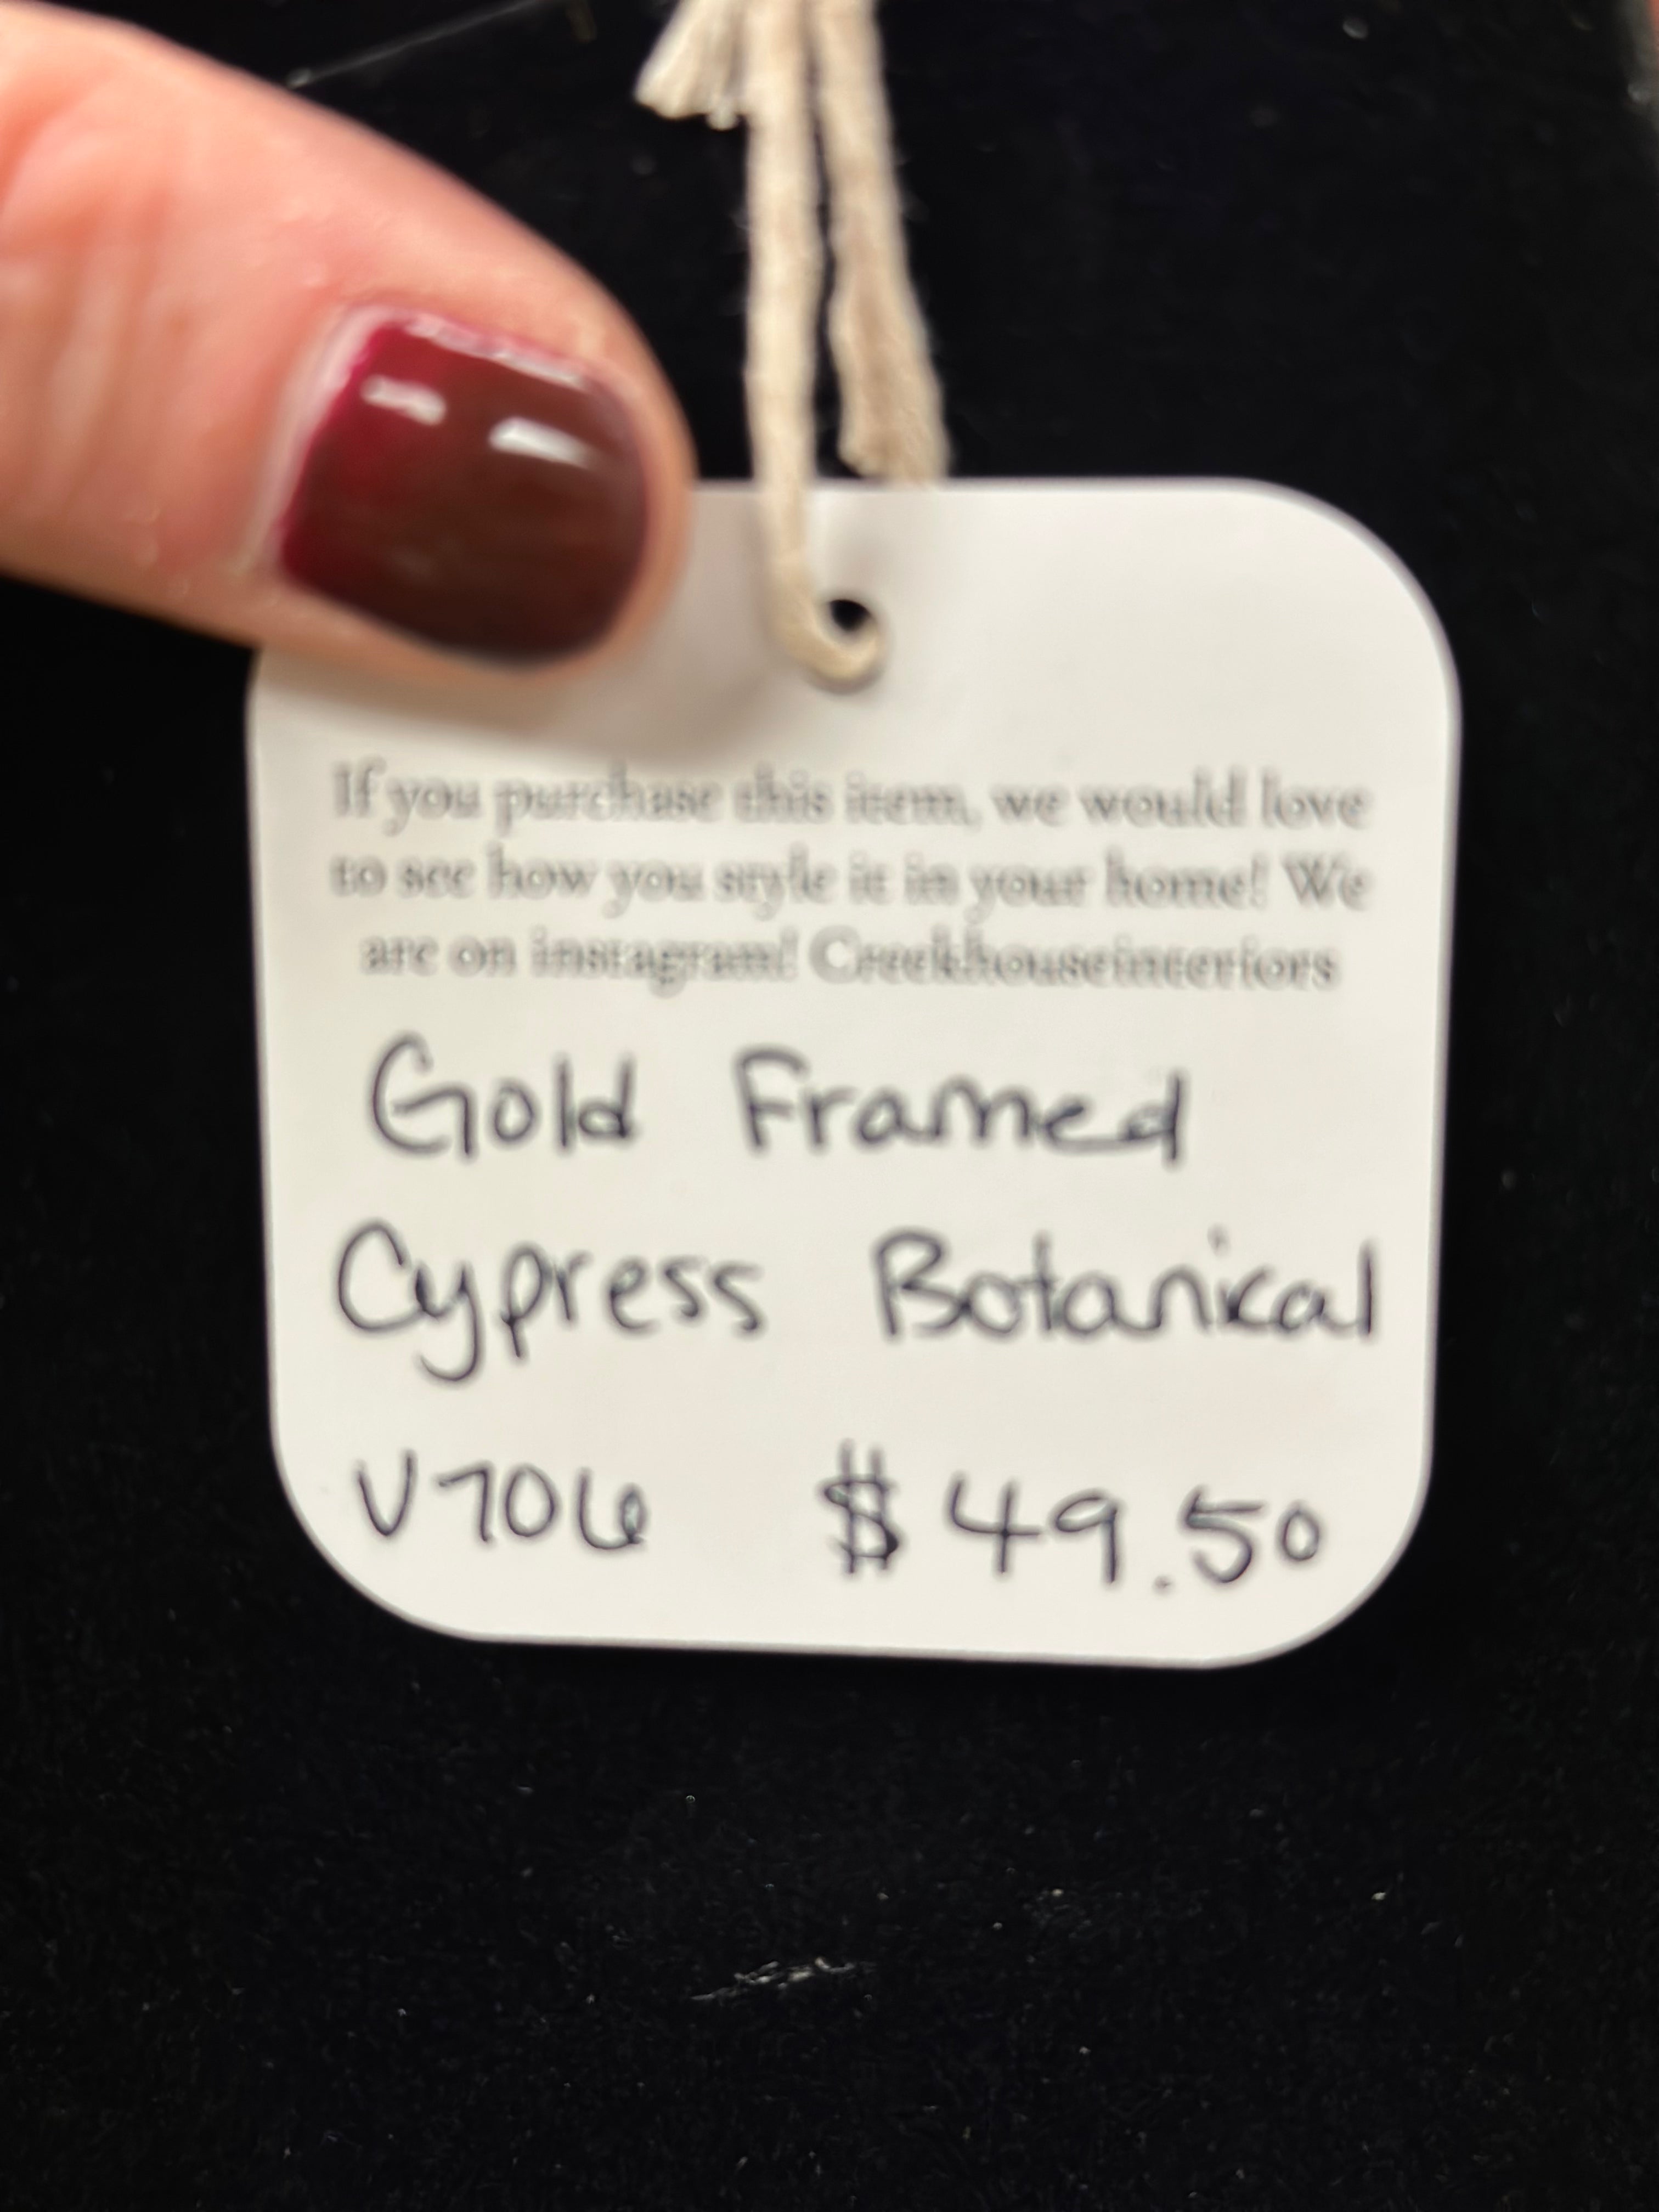 If you purchase this item, we would love
to see how you style it in your home! We
are on instagram! Creekhouseinteriors
Gold Framed
Cypress Botanical
V706 $49.50